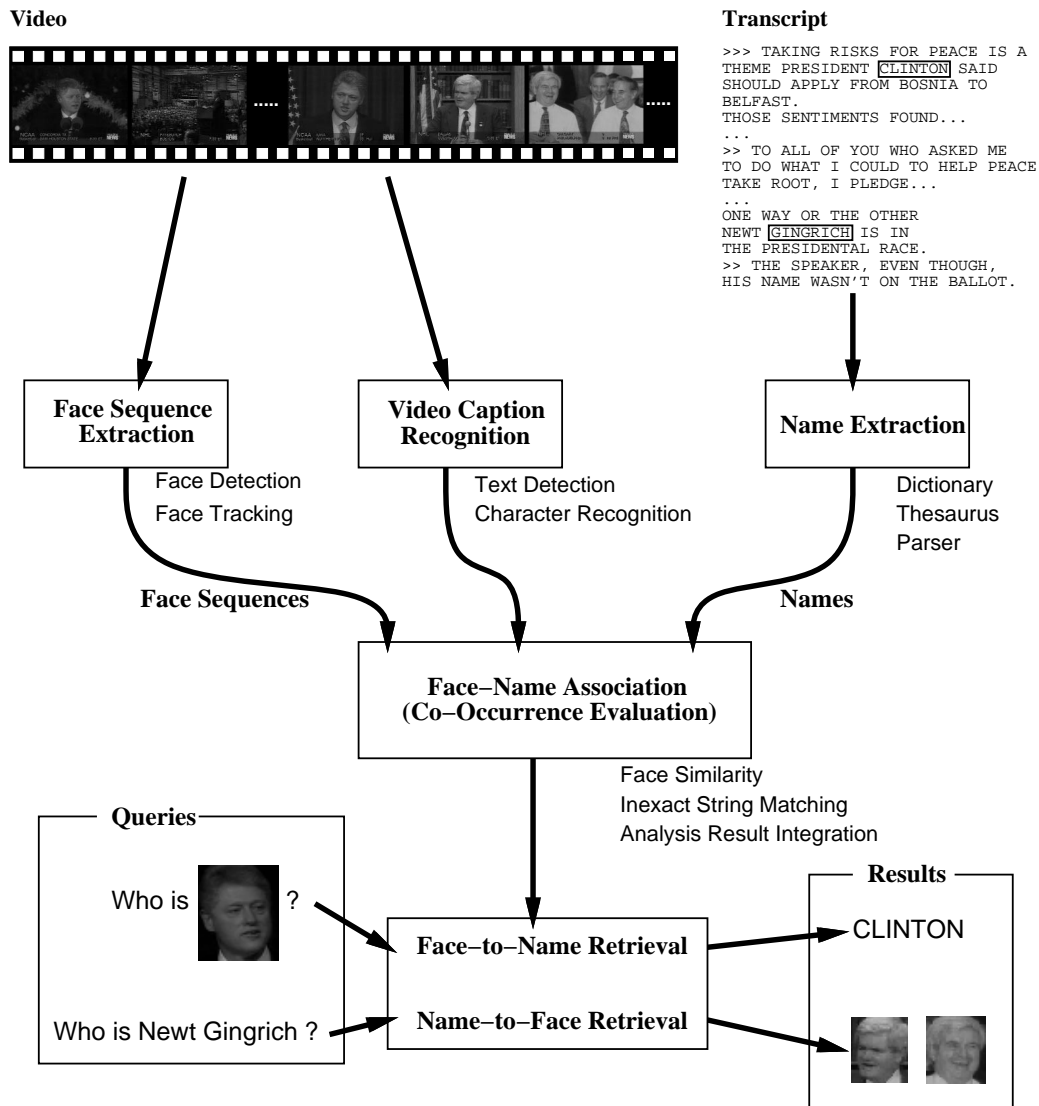 Video
Transcript
>>> TAKING RISKS FOR PEACE IS A
THEME PRESIDENT CLINTON SAID
SHOULD APPLY FROM BOSNIA TO
BELFAST.
THOSE SENTIMENTS FOUND...
...
>> TO ALL OF YOU WHO ASKED ME
TO DO WHAT I COULD TO HELP PEACE
TAKE ROOT, I PLEDGE...
...
ONE WAY OR THE OTHER
NEWT GINGRICH IS IN
THE PRESIDENTAL RACE.
>> THE SPEAKER, EVEN THOUGH,
HIS NAME WASN'T ON THE BALLOT.
.....
.....
Face Sequence
Extraction
Video Caption
Recognition
Name Extraction
Face Detection
Face Tracking
Text Detection
Character Recognition
Dictionary
Thesaurus
Parser
Face Sequences
Names
Face–Name Association
(Co–Occurrence Evaluation)
Face Similarity
Inexact String Matching
Analysis Result Integration
Queries
Who is ?
Who is Newt Gingrich ?
Face–to–Name Retrieval
Name–to–Face Retrieval
Results
CLINTON